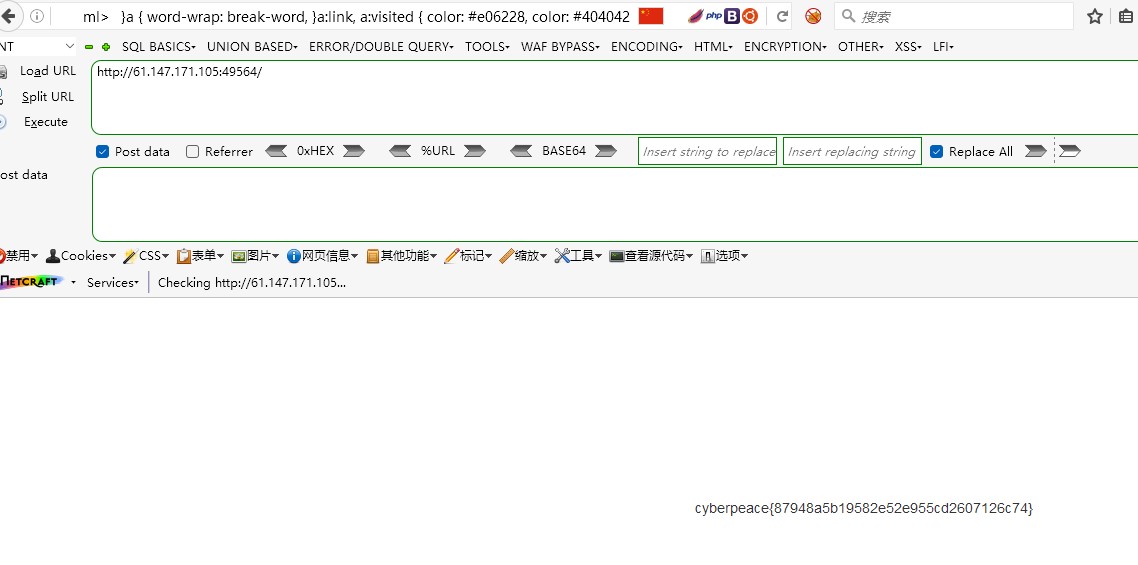 ml>   }a { word-wrap: break-word, }a:link, a:visited { color: #e06228, color: #404042 php B 搜索
NT SQL BASICS UNION BASED ERROR/DOUBLE QUERY TOOLS WAF BYPASS ENCODING HTML ENCRYPTION OTHER XSS LFI
Load URL http://61.147.171.105:49564/
Split URL
Execute
Post data Referrer 0xHEX %URL BASE64 Insert string to replace Insert replacing string Replace All
ost data
禁用 Cookies CSS 表单 图片 网页信息 其他功能 标记 缩放 工具 查看源代码 选项
NETCRAFT Services Checking http://61.147.171.105...
cyberpeace{87948a5b19582e52e955cd2607126c74}